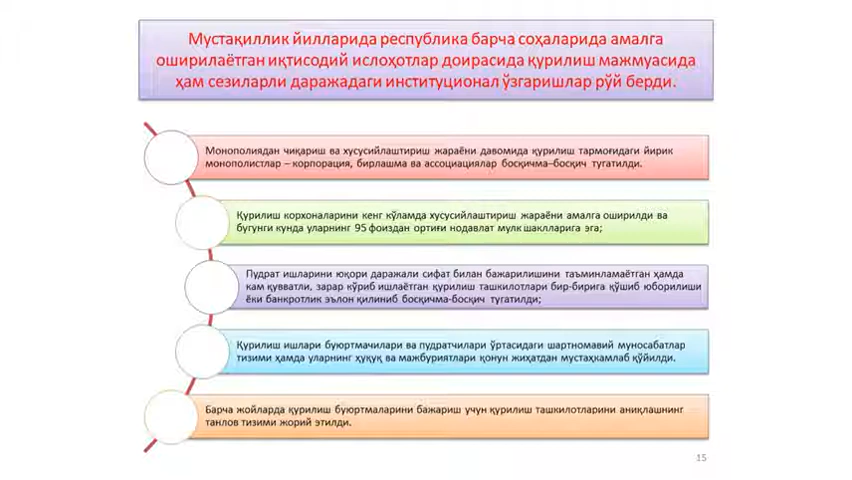 Мустақиллик йилларида республика барча соҳаларида амалга
оширилаётган иқтисодий ислоҳотлар доирасида қурилиш мажмуасида
ҳам сезиларли даражадаги институционал ўзгаришлар рўй берди.
Монополиядан чиқариш ва хусусийлаштириш жараёни давомида қурилиш тармоғидаги йирик
монополистлар – корпорация, бирлашма ва ассоциациялар босқичма–босқич тугатилди.
Қурилиш корхоналарини кенг кўламда хусусийлаштириш жараёни амалга оширилди ва
бугунги кунда уларнинг 95 фоиздан ортиғи нодавлат мулк шаклларига эга;
Пудрат ишларини юқори даражали сифат билан бажарилишини таъминламаётган ҳамда
кам қувватли, зарар кўриб ишлаётган қурилиш ташкилотлари бир-бирига қўшиб юборилиши
ёки банкротлик эълон қилиниб босқичма-босқич тугатилди;
Қурилиш ишлари буюртмачилари ва пудратчилари ўртасидаги шартномавий муносабатлар
тизими ҳамда уларнинг ҳуқуқ ва мажбуриятлари қонун жиҳатдан мустаҳкамлаб қўйилди.
Барча жойларда қурилиш буюртмаларини бажариш учун қурилиш ташкилотларини аниқлашнинг
танлов тизими жорий этилди.
15